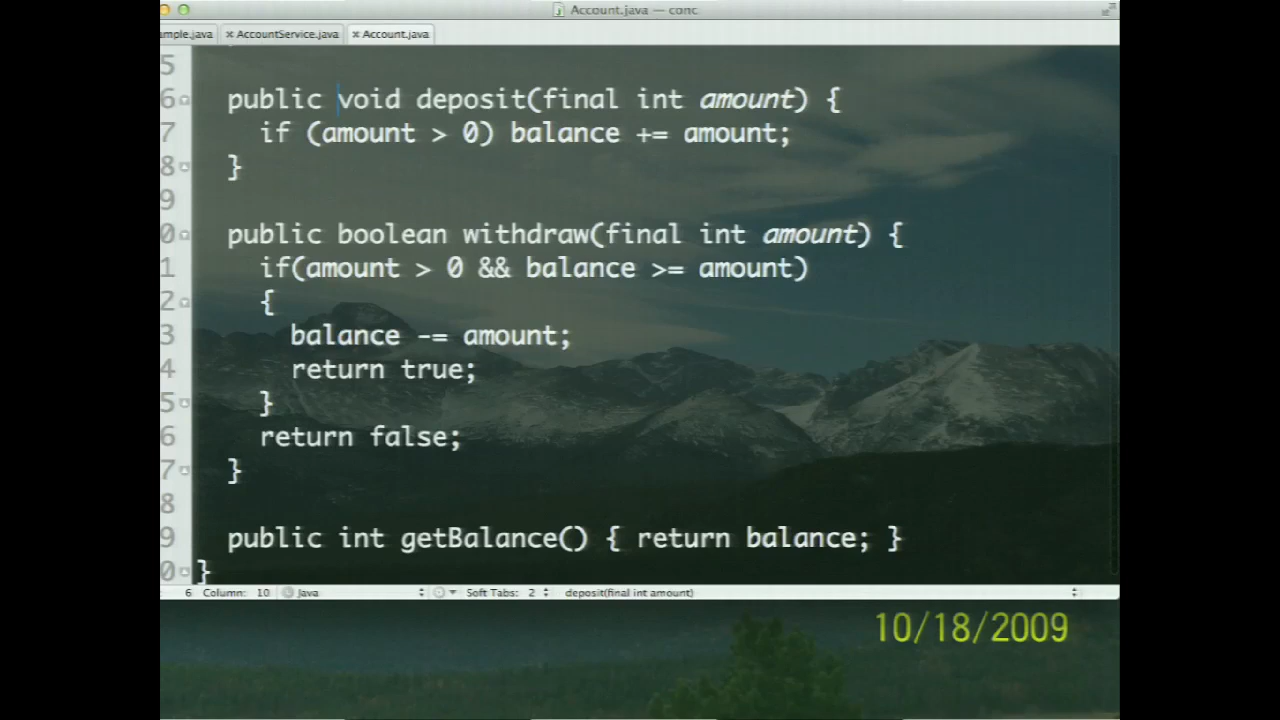 Account.java — conc
mple.java × AccountService.java × Account.java
5
6 public void deposit(final int amount) {
7 if (amount > 0) balance += amount;
8 }
9
0 public boolean withdraw(final int amount) {
1 if(amount > 0 && balance >= amount)
2 {
3 balance -= amount;
4 return true;
5 }
6 return false;
7 }
8
9 public int getBalance() { return balance; }
0 }
6 Column: 10 Java Soft Tabs: 2 deposit(final int amount)
10/18/2009